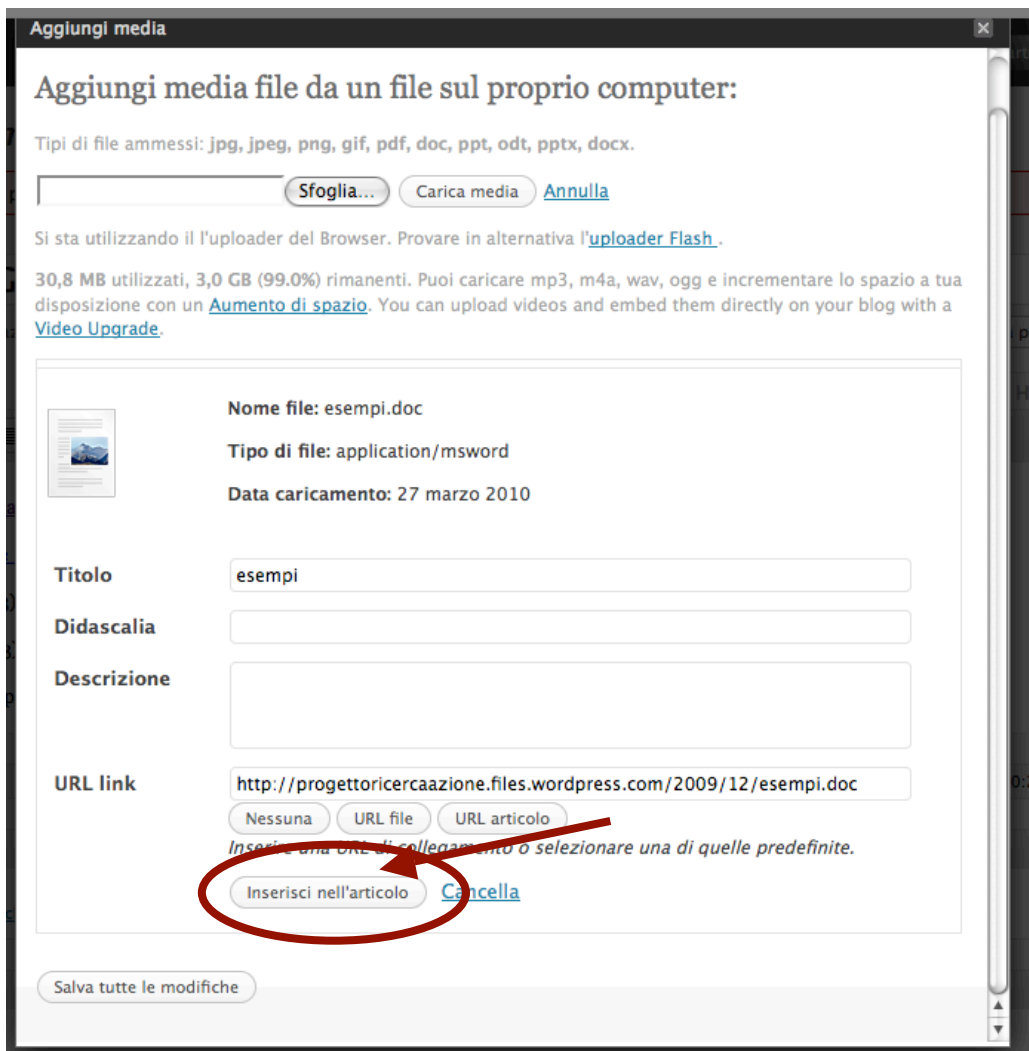 Aggiungi media
Aggiungi media file da un file sul proprio computer:
Tipi di file ammessi: jpg, jpeg, png, gif, pdf, doc, ppt, odt, pptx, docx.
Sfoglia... Carica media Annulla
Si sta utilizzando il l'uploader del Browser. Provare in alternativa l'uploader Flash .
30,8 MB utilizzati, 3,0 GB (99.0%) rimanenti. Puoi caricare mp3, m4a, wav, ogg e incrementare lo spazio a tua
disposizione con un Aumento di spazio. You can upload videos and embed them directly on your blog with a
Video Upgrade.
Nome file: esempi.doc
Tipo di file: application/msword
Data caricamento: 27 marzo 2010
Titolo esempi
Didascalia
Descrizione
URL link http://progettoricercaazione.files.wordpress.com/2009/12/esempi.doc
Nessuna URL file URL articolo
Inserire una URL di collegamento o selezionare una di quelle predefinite.
Inserisci nell'articolo Cancella
Salva tutte le modifiche